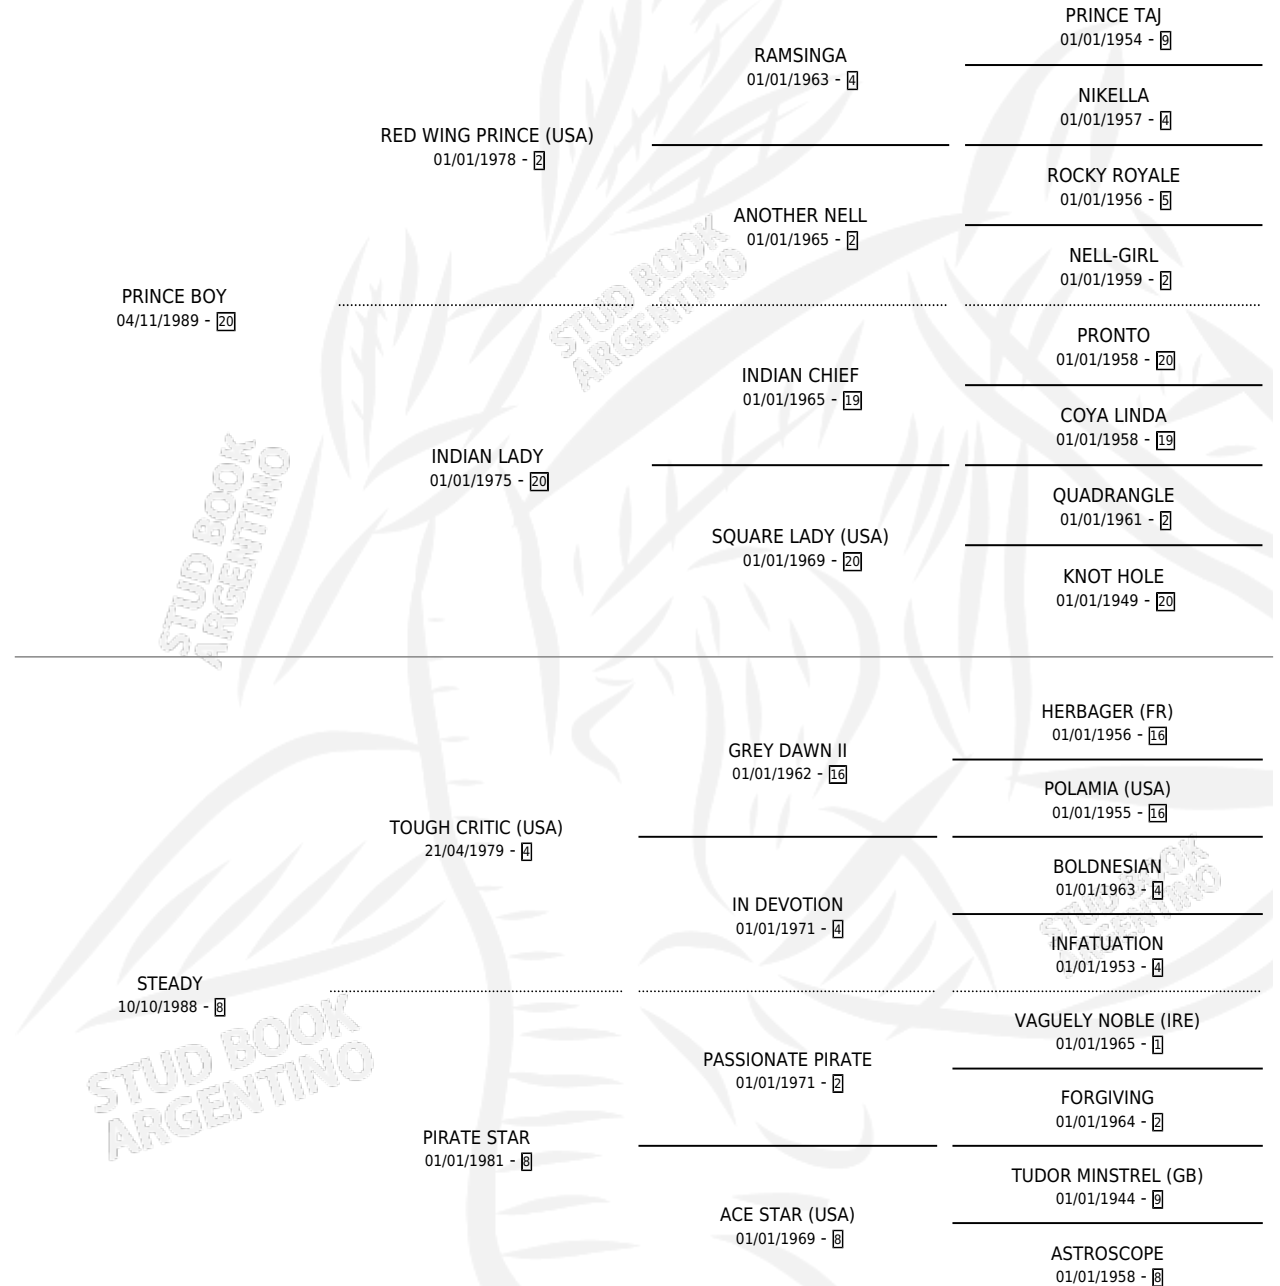 PRINCE TAJ
01/01/1954 - 9
RAMSINGA
01/01/1963 - 4
NIKELLA
01/01/1957 - 4
RED WING PRINCE (USA)
01/01/1978 - 2
ROCKY ROYALE
01/01/1956 - 5
ANOTHER NELL
01/01/1965 - 2
NELL-GIRL
01/01/1959 - 2
PRINCE BOY
04/11/1989 - 20
PRONTO
01/01/1958 - 20
INDIAN CHIEF
01/01/1965 - 19
COYA LINDA
01/01/1958 - 19
INDIAN LADY
01/01/1975 - 20
QUADRANGLE
01/01/1961 - 2
SQUARE LADY (USA)
01/01/1969 - 20
KNOT HOLE
01/01/1949 - 20
HERBAGER (FR)
01/01/1956 - 16
GREY DAWN II
01/01/1962 - 16
POLAMIA (USA)
01/01/1955 - 16
TOUGH CRITIC (USA)
21/04/1979 - 4
BOLDNESIAN
01/01/1963 - 4
IN DEVOTION
01/01/1971 - 4
INFATUATION
01/01/1953 - 4
STEADY
10/10/1988 - 8
VAGUELY NOBLE (IRE)
01/01/1965 - 1
PASSIONATE PIRATE
01/01/1971 - 2
FORGIVING
01/01/1964 - 2
PIRATE STAR
01/01/1981 - 8
TUDOR MINSTREL (GB)
01/01/1944 - 9
ACE STAR (USA)
01/01/1969 - 8
ASTROSCOPE
01/01/1958 - 8
STUD BOOK
ARGENTINO
STUD BOOK
ARGENTINO
STUD BOOK
ARGENTINO
STUD BOOK
ARGENTINO